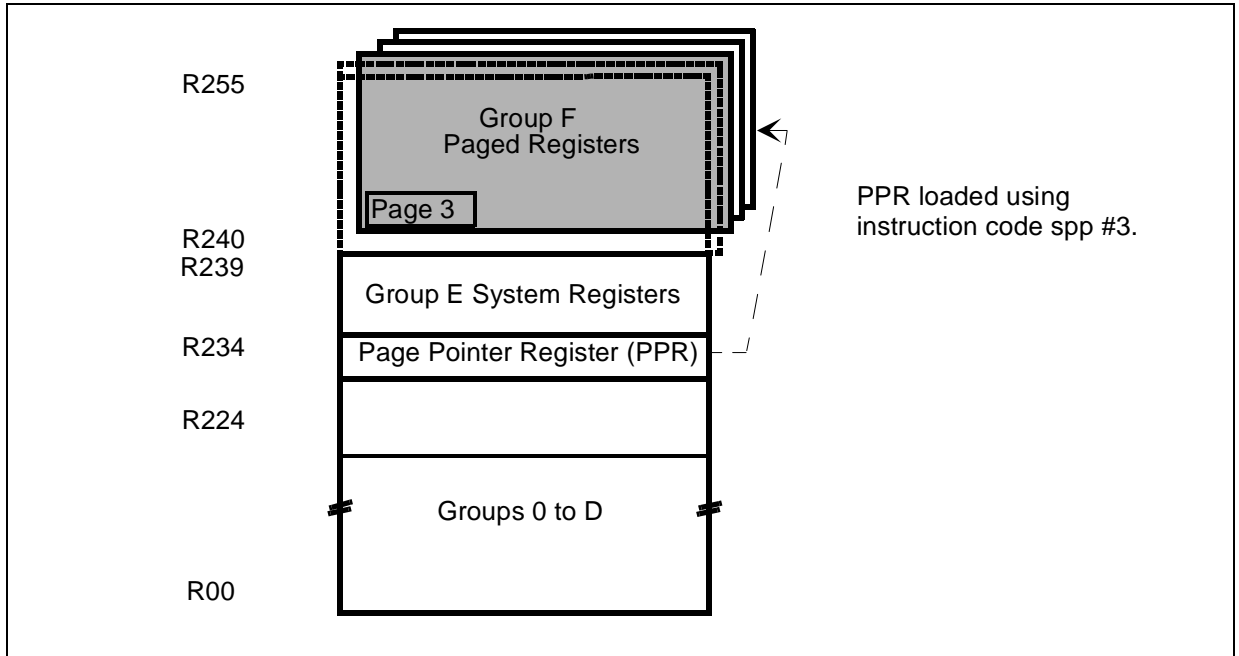 R255
Group F
Paged Registers
Page 3
PPR loaded using
instruction code spp #3.
R240
R239
Group E System Registers
R234
Page Pointer Register (PPR)
R224
Groups 0 to D
R00